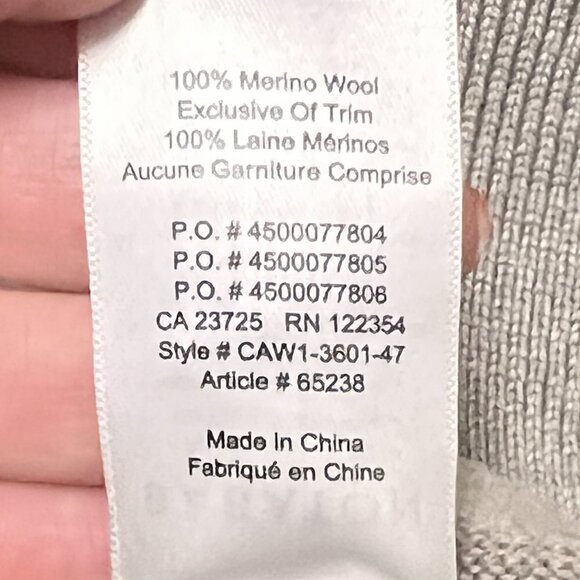 100% Merino Wool
Exclusive Of Trim
100% Laine Mérinos
Aucune Garniture Comprise
P.O. # 4500077804
P.O. # 4500077805
P.O. # 4500077806
CA 23725 RN 122354
Style # CAW1-3601-47
Article # 65238
Made In China
Fabriqué en Chine